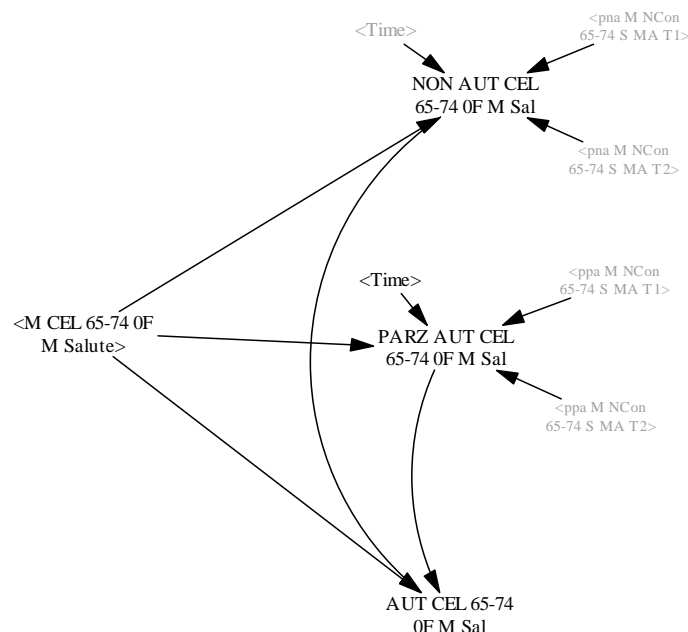 <Time>
<pna M NCon
65-74 S MA T1>
NON AUT CEL
65-74 0F M Sal
<pna M NCon
65-74 S MA T2>
<Time>
<ppa M NCon
65-74 S MA T1>
<M CEL 65-74 0F
M Salute>
PARZ AUT CEL
65-74 0F M Sal
<ppa M NCon
65-74 S MA T2>
AUT CEL 65-74
0F M Sal